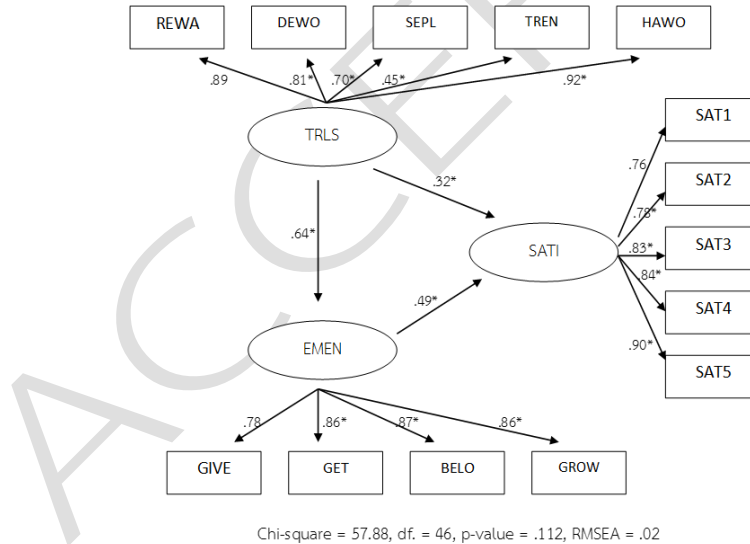 REWA DEWO SEPL TREN HAWO
.89 .81* .70* .45* .92*
TRLS
SAT1
.76
SAT2
.32*
.78*
.64*
SATI
.83*
SAT3
.84*
SAT4
.49*
EMEN
.90*
SAT5
.78 .86* .87* .86*
GIVE GET BELO GROW
Chi-square = 57.88, df. = 46, p-value = .112, RMSEA = .02